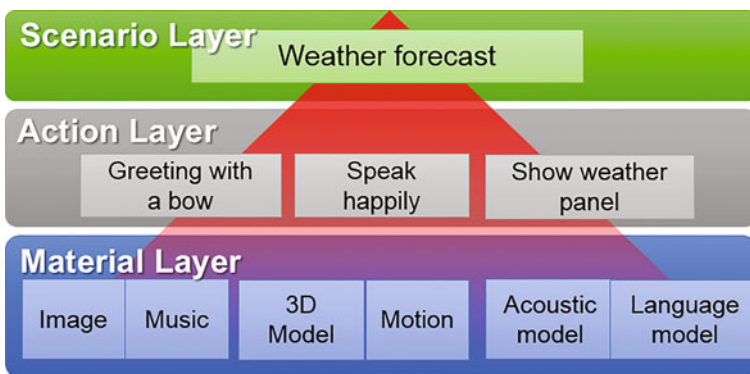 Scenario Layer
Weather forecast
Action Layer
Greeting with
a bow
Speak
happily
Show weather
panel
Material Layer
Image
Music
3D
Model
Motion
Acoustic
model
Language
model